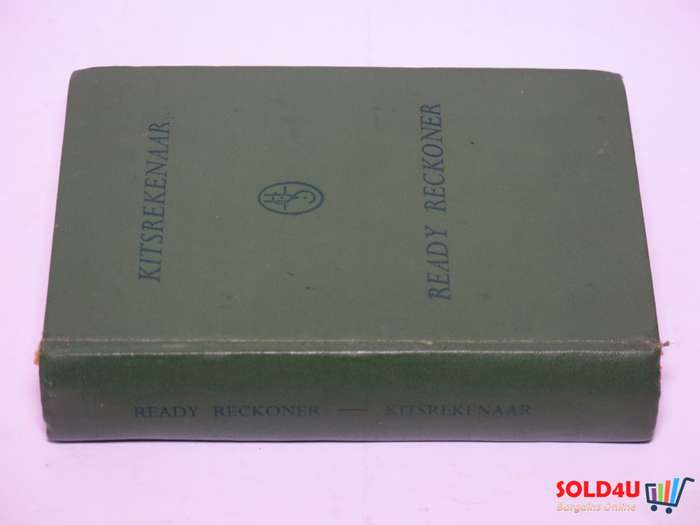 KITSREKENAAR
READY RECKONER
READY RECKONER — KITSREKENAAR
SOLD4U
Bargains Online